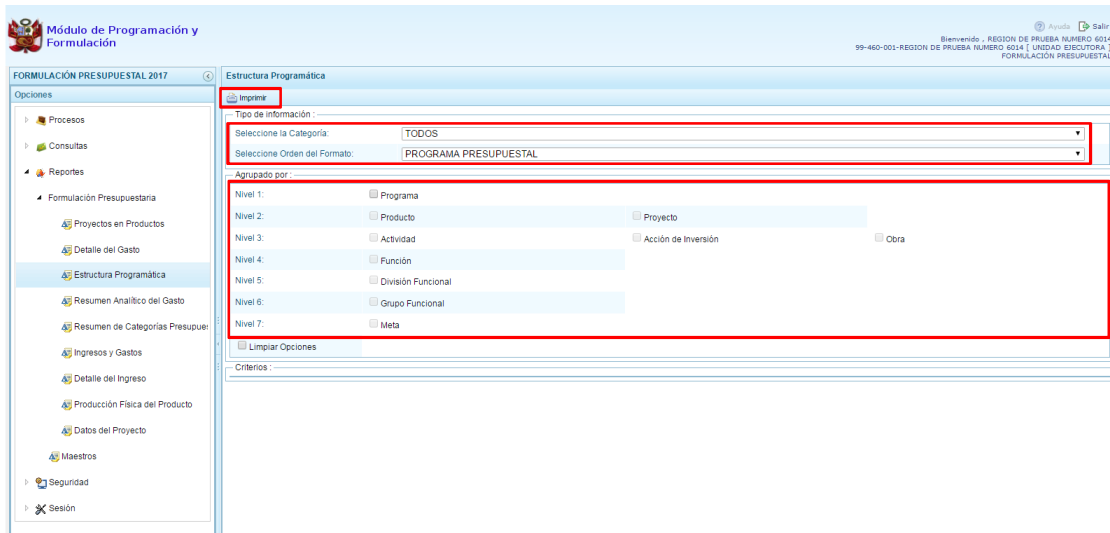 Módulo de Programación y
Formulación
Ayuda Salir
Bienvenido , REGION DE PRUEBA NUMERO 6014
99-460-001-REGION DE PRUEBA NUMERO 6014 [ UNIDAD EJECUTORA ]
FORMULACIÓN PRESUPUESTAL
FORMULACIÓN PRESUPUESTAL 2017
Opciones
Procesos
Consultas
Reportes
Formulación Presupuestaria
Proyectos en Productos
Detalle del Gasto
Estructura Programática
Resumen Analítico del Gasto
Resumen de Categorías Presupues
Ingresos y Gastos
Detalle del Ingreso
Producción Física del Producto
Datos del Proyecto
Maestros
Seguridad
Sesión
Estructura Programática
Imprimir
Tipo de información :
Seleccione la Categoría: TODOS
Seleccione Orden del Formato: PROGRAMA PRESUPUESTAL
Agrupado por :
Nivel 1: Programa
Nivel 2: Producto Proyecto
Nivel 3: Actividad Acción de Inversión Obra
Nivel 4: Función
Nivel 5: División Funcional
Nivel 6: Grupo Funcional
Nivel 7: Meta
Limpiar Opciones
Criterios :